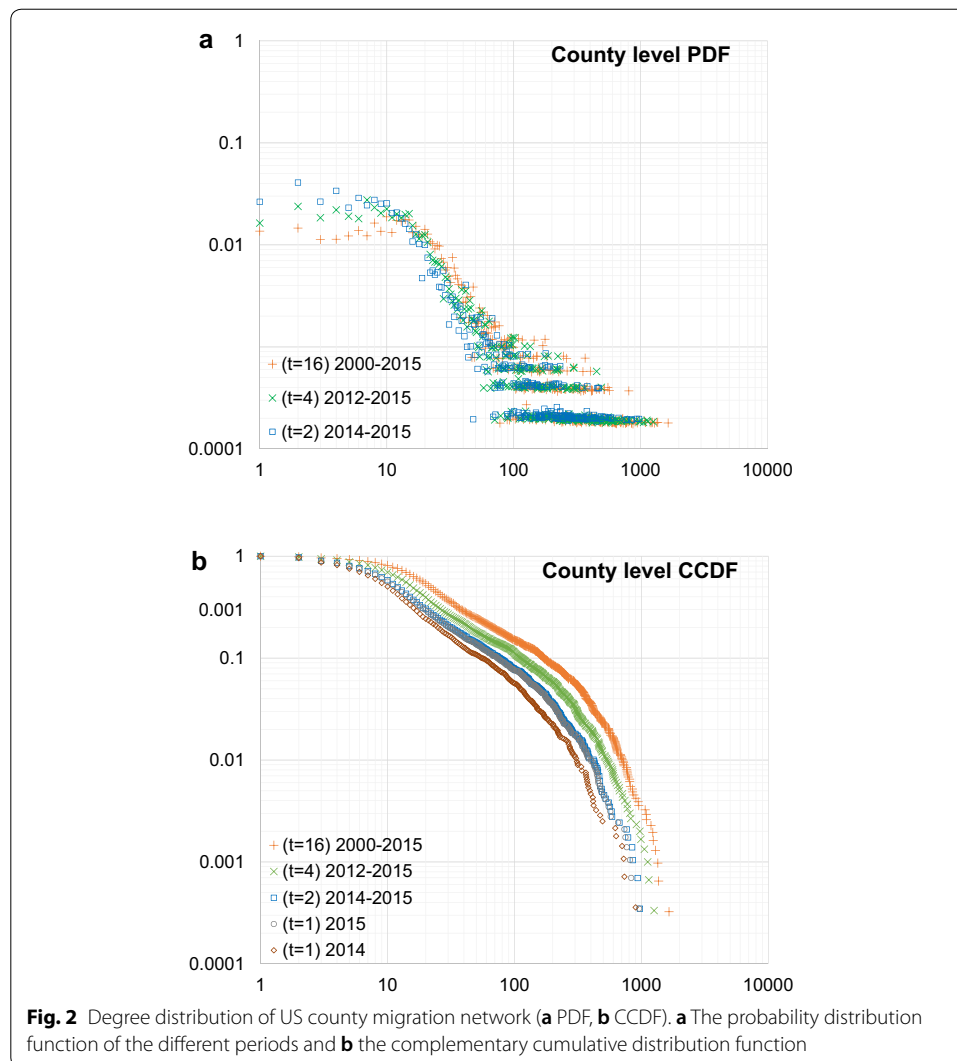 a
County level PDF
1
0.1
0.01
(t=16) 2000-2015
(t=4) 2012-2015
(t=2) 2014-2015
0.0001
1 10 100 1000 10000
b
County level CCDF
1
0.001
0.1
0.01
(t=16) 2000-2015
0.001
(t=4) 2012-2015
(t=2) 2014-2015
(t=1) 2015
(t=1) 2014
0.0001
1 10 100 1000 10000
Fig. 2 Degree distribution of US county migration network (a PDF, b CCDF). a The probability distribution
function of the different periods and b the complementary cumulative distribution function